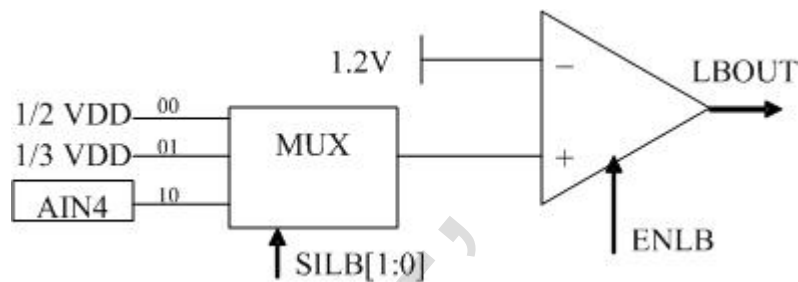 1.2V
−
LBOUT
1/2 VDD 00
1/3 VDD 01
MUX
+
AIN4 10
ENLB
SILB[1:0]